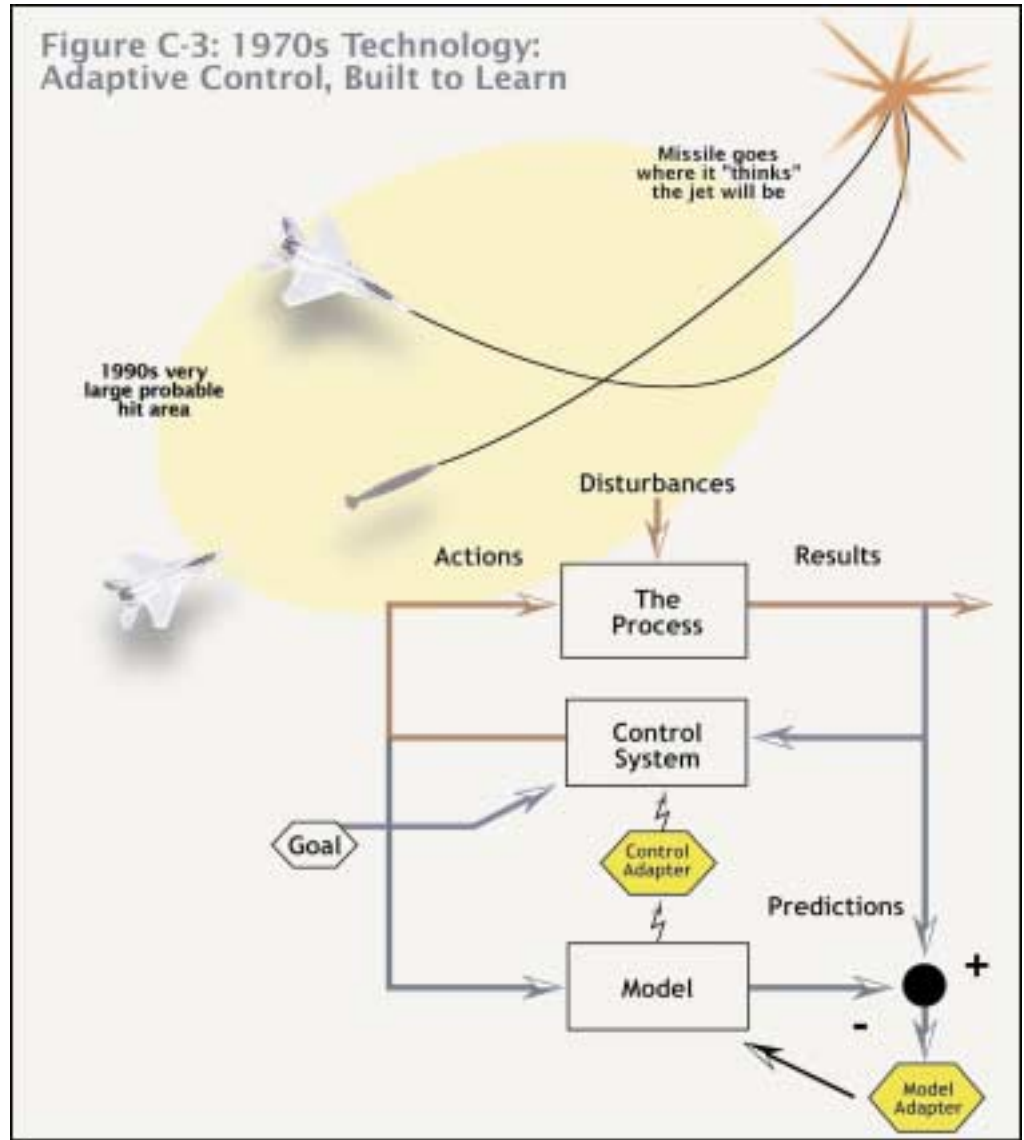 Figure C-3: 1970s Technology:
Adaptive Control, Built to Learn
Missile goes
where it "thinks"
the jet will be
1990s very
large probable
hit area
Disturbances
Actions
Results
The
Process
Control
System
Goal
Control
Adapter
Predictions
Model
+
-
Model
Adapter